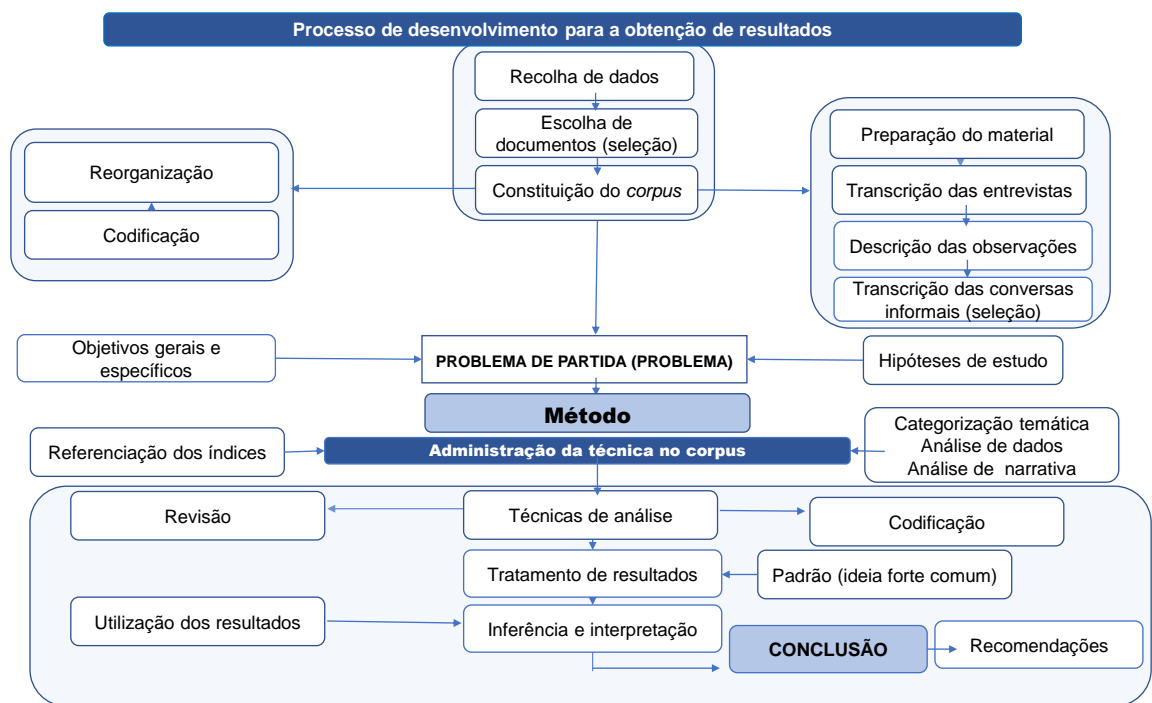 Processo de desenvolvimento para a obtenção de resultados
Recolha de dados
Escolha de
documentos (seleção)
Constituição do corpus
Reorganização
Codificação
Preparação do material
Transcrição das entrevistas
Descrição das observações
Transcrição das conversas
informais (seleção)
Objetivos gerais e
específicos
PROBLEMA DE PARTIDA (PROBLEMA)
Hipóteses de estudo
Método
Referenciação dos índices
Administração da técnica no corpus
Categorização temática
Análise de dados
Análise de narrativa
Revisão
Técnicas de análise
Codificação
Tratamento de resultados
Padrão (ideia forte comum)
Utilização dos resultados
Inferência e interpretação
CONCLUSÃO
Recomendações